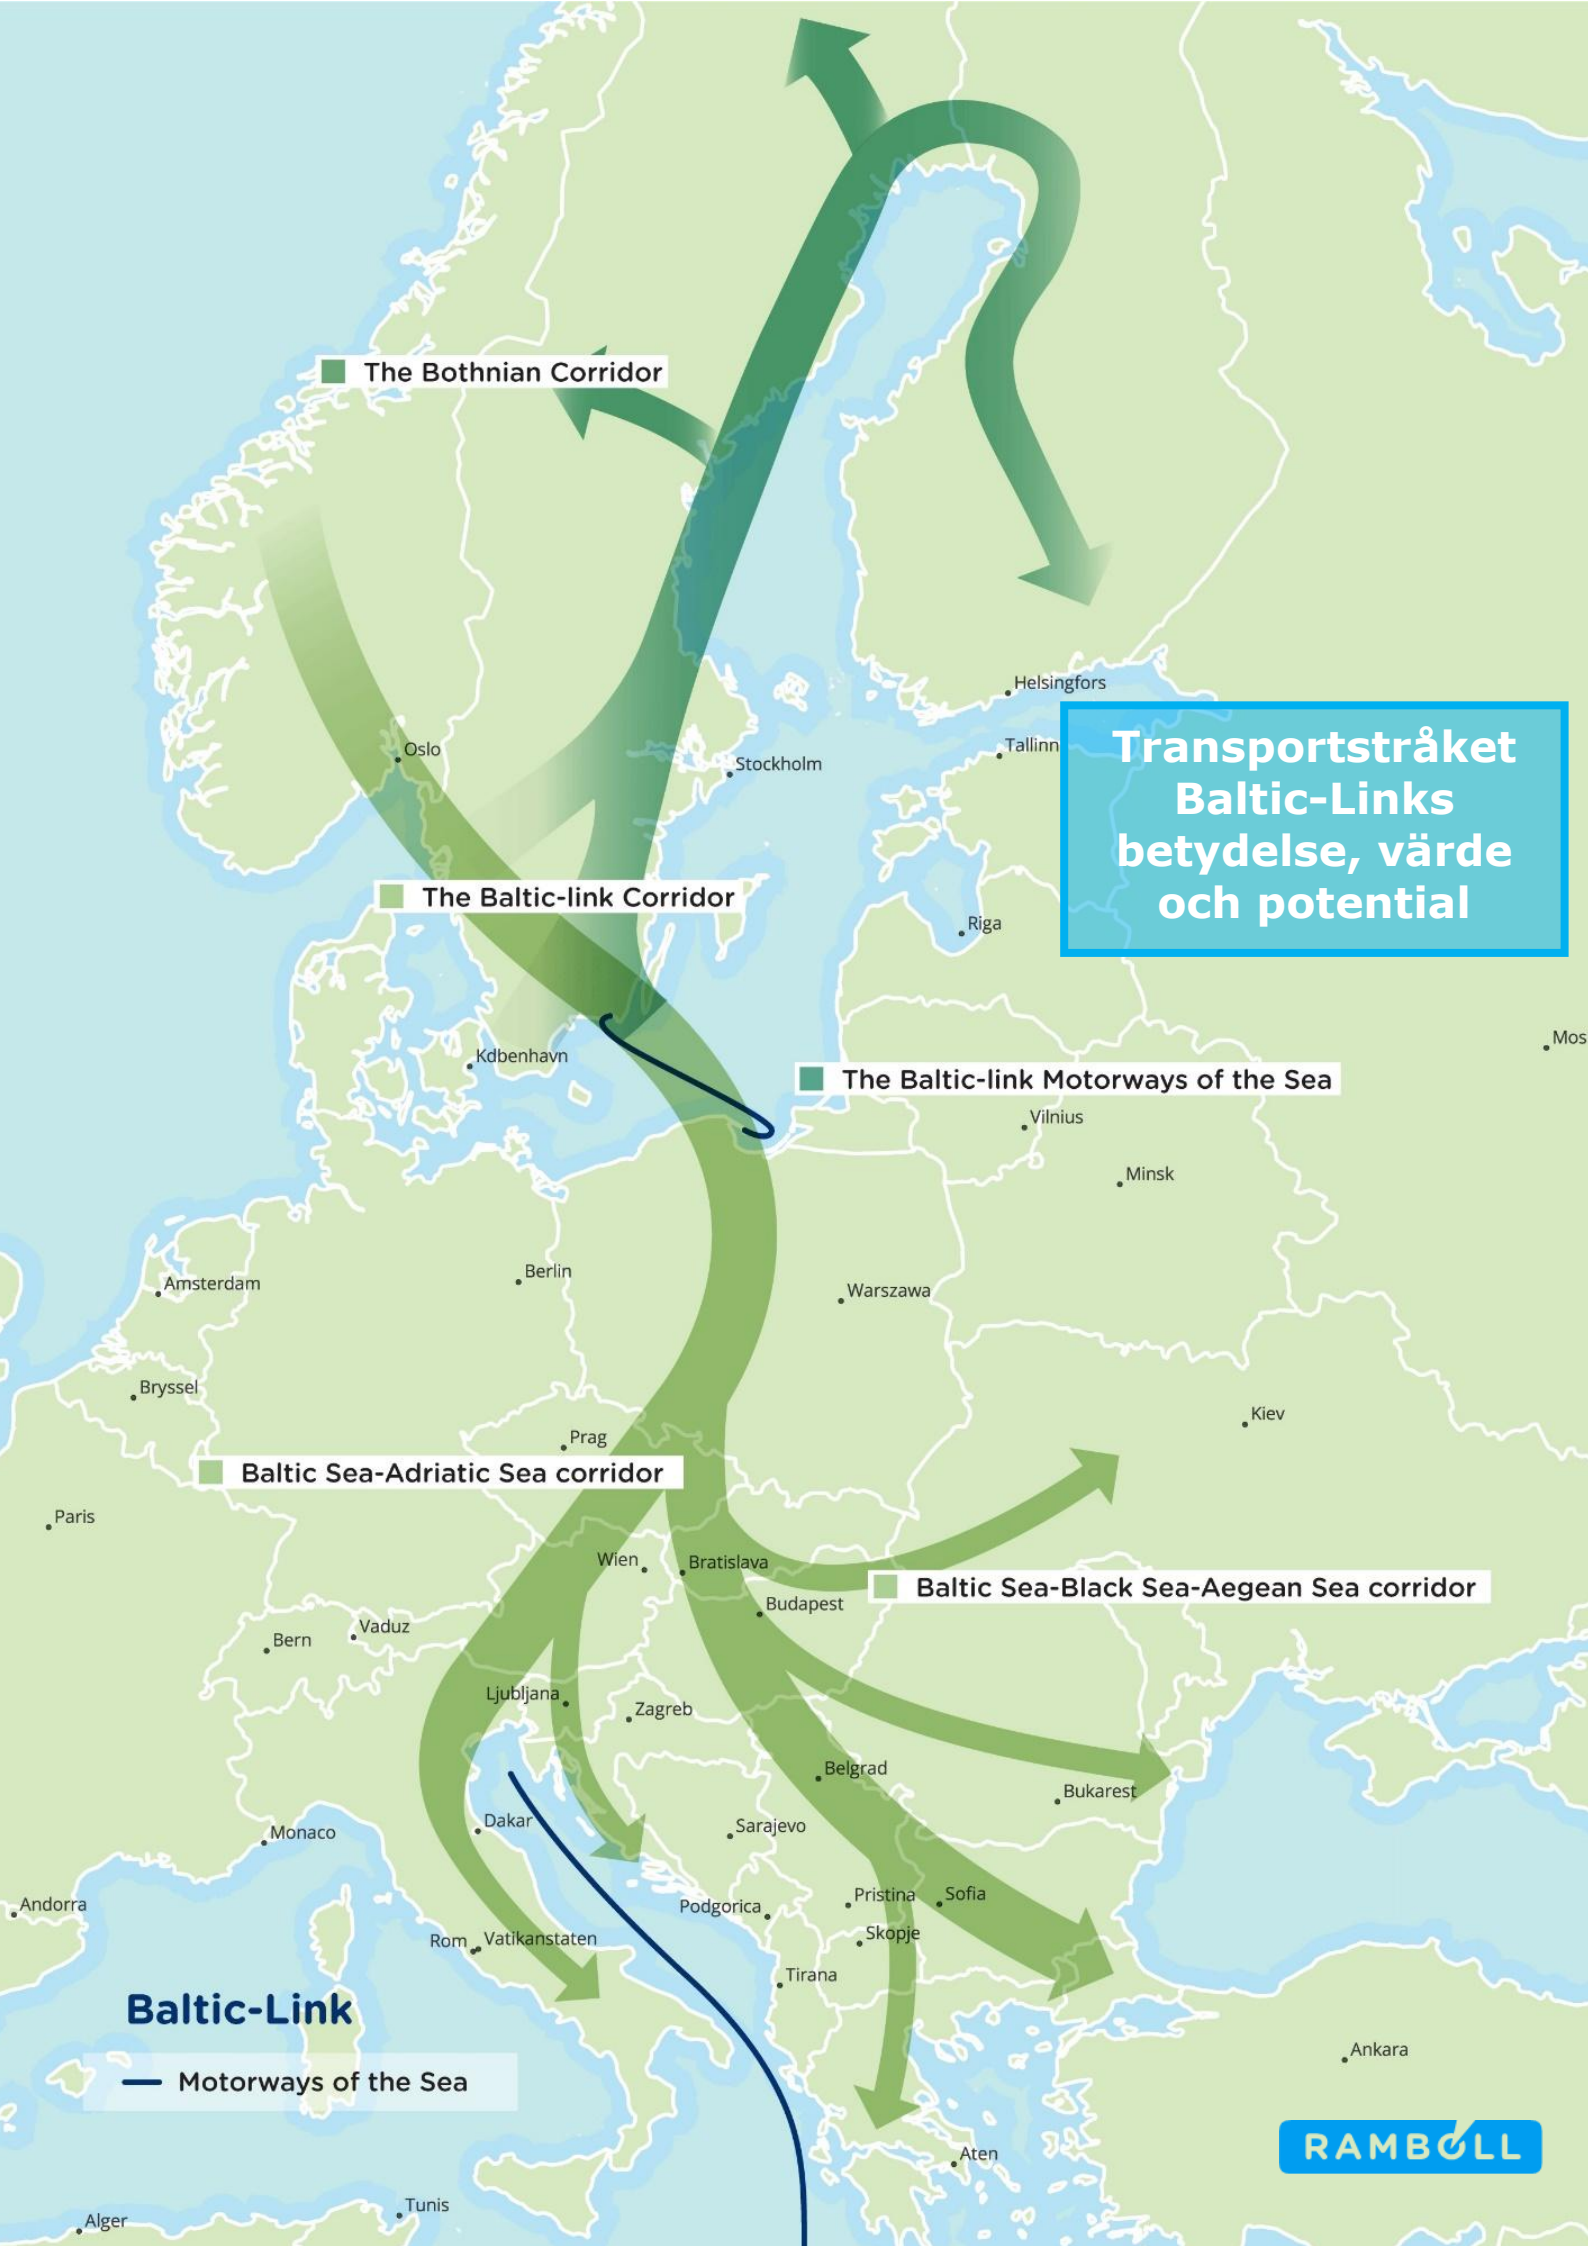 The Bothnian Corridor
Helsingfors
Oslo
Tallinn
Stockholm
Transportstråket
Baltic-Links
betydelse, värde
och potential
The Baltic-link Corridor
Riga
Mos
Kdbenhavn
The Baltic-link Motorways of the Sea
Vilnius
Minsk
Berlin
Amsterdam
Warszawa
Bryssel
Kiev
Prag
Baltic Sea-Adriatic Sea corridor
Paris
Wien
Bratislava
Baltic Sea-Black Sea-Aegean Sea corridor
Budapest
Vaduz
Bern
Ljubljana
Zagreb
Belgrad
Bukarest
Dakar
Sarajevo
Monaco
Andorra
Pristina
Sofia
Podgorica
Skopje
Rom
Vatikanstaten
Tirana
Baltic-Link
Ankara
Motorways of the Sea
RAMBOLL
Aten
Tunis
Alger